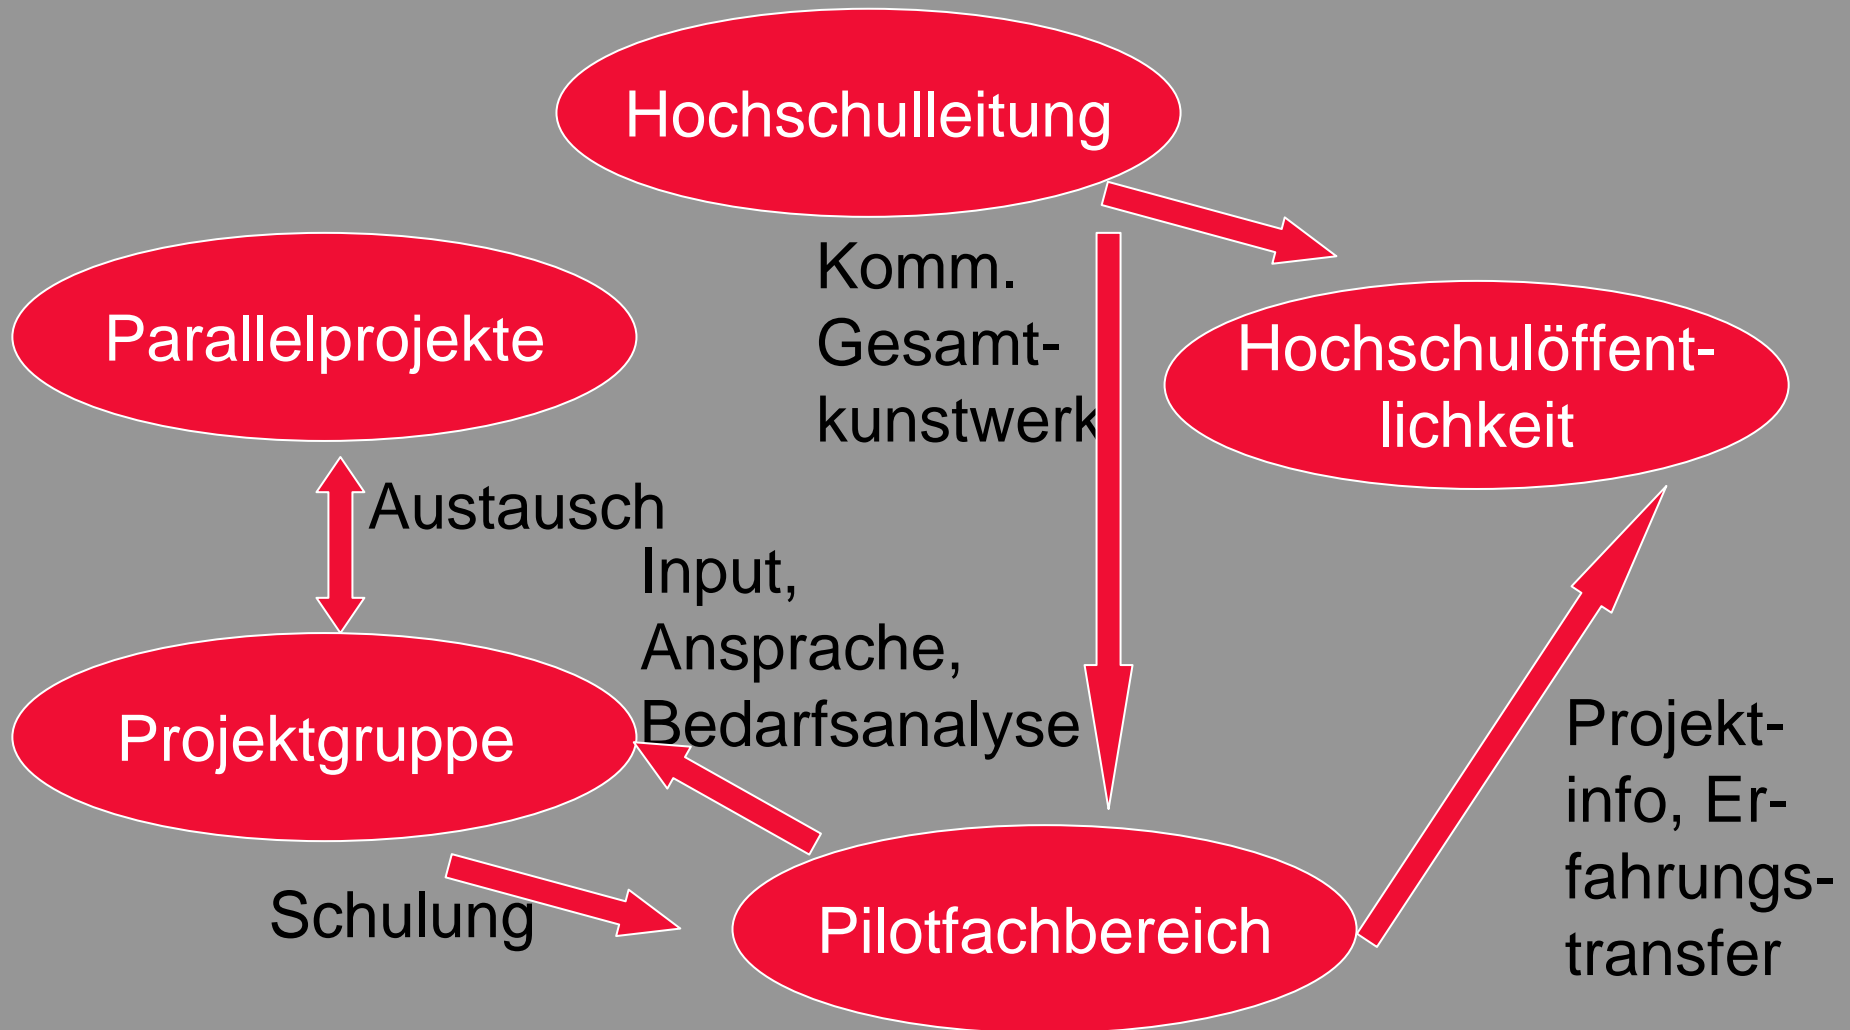 Hochschulleitung
Komm.
Gesamt-
kunstwerk
Parallelprojekte
Hochschulöffent-
lichkeit
Austausch
Input,
Ansprache,
Bedarfsanalyse
Projektgruppe
Projekt-
info, Er-
fahrungs-
transfer
Schulung
Pilotfachbereich